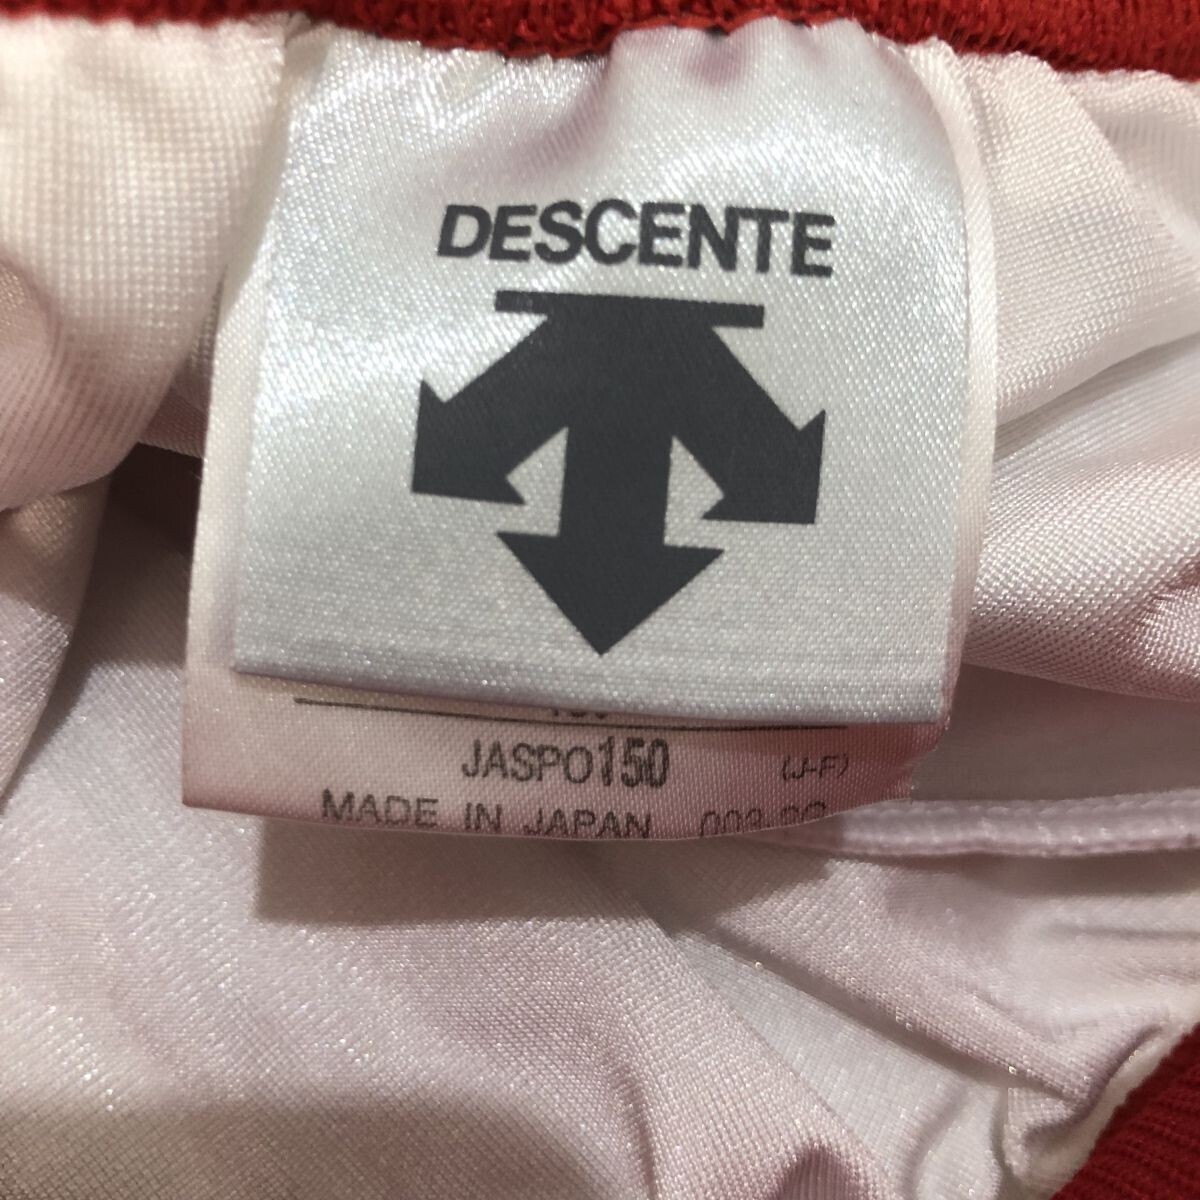 DESCENTE
JASPO150 (J-F)
MADE IN JAPAN